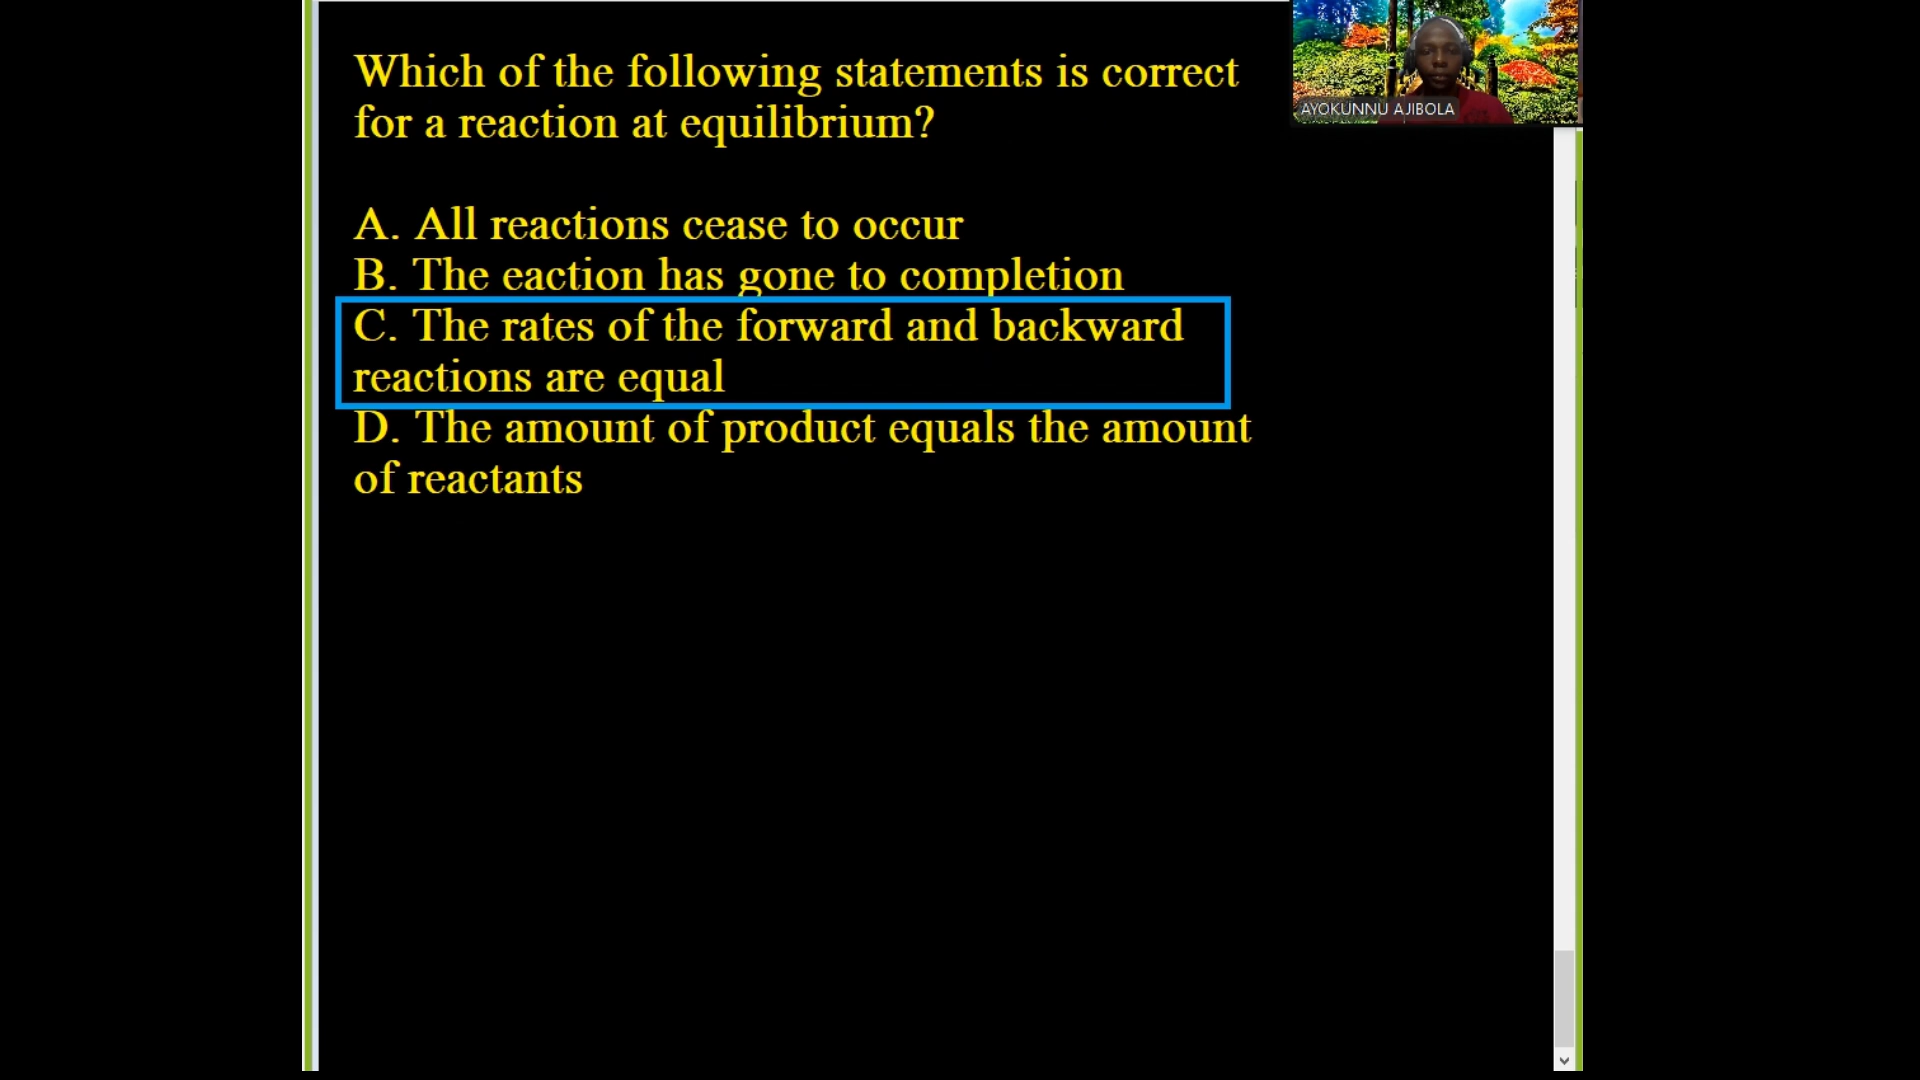 Which of the following statements is correct
for a reaction at equilibrium?
A. All reactions cease to occur
B. The eaction has gone to completion
C. The rates of the forward and backward
reactions are equal
D. The amount of product equals the amount
of reactants
AYOKUNNU AJIBOLA